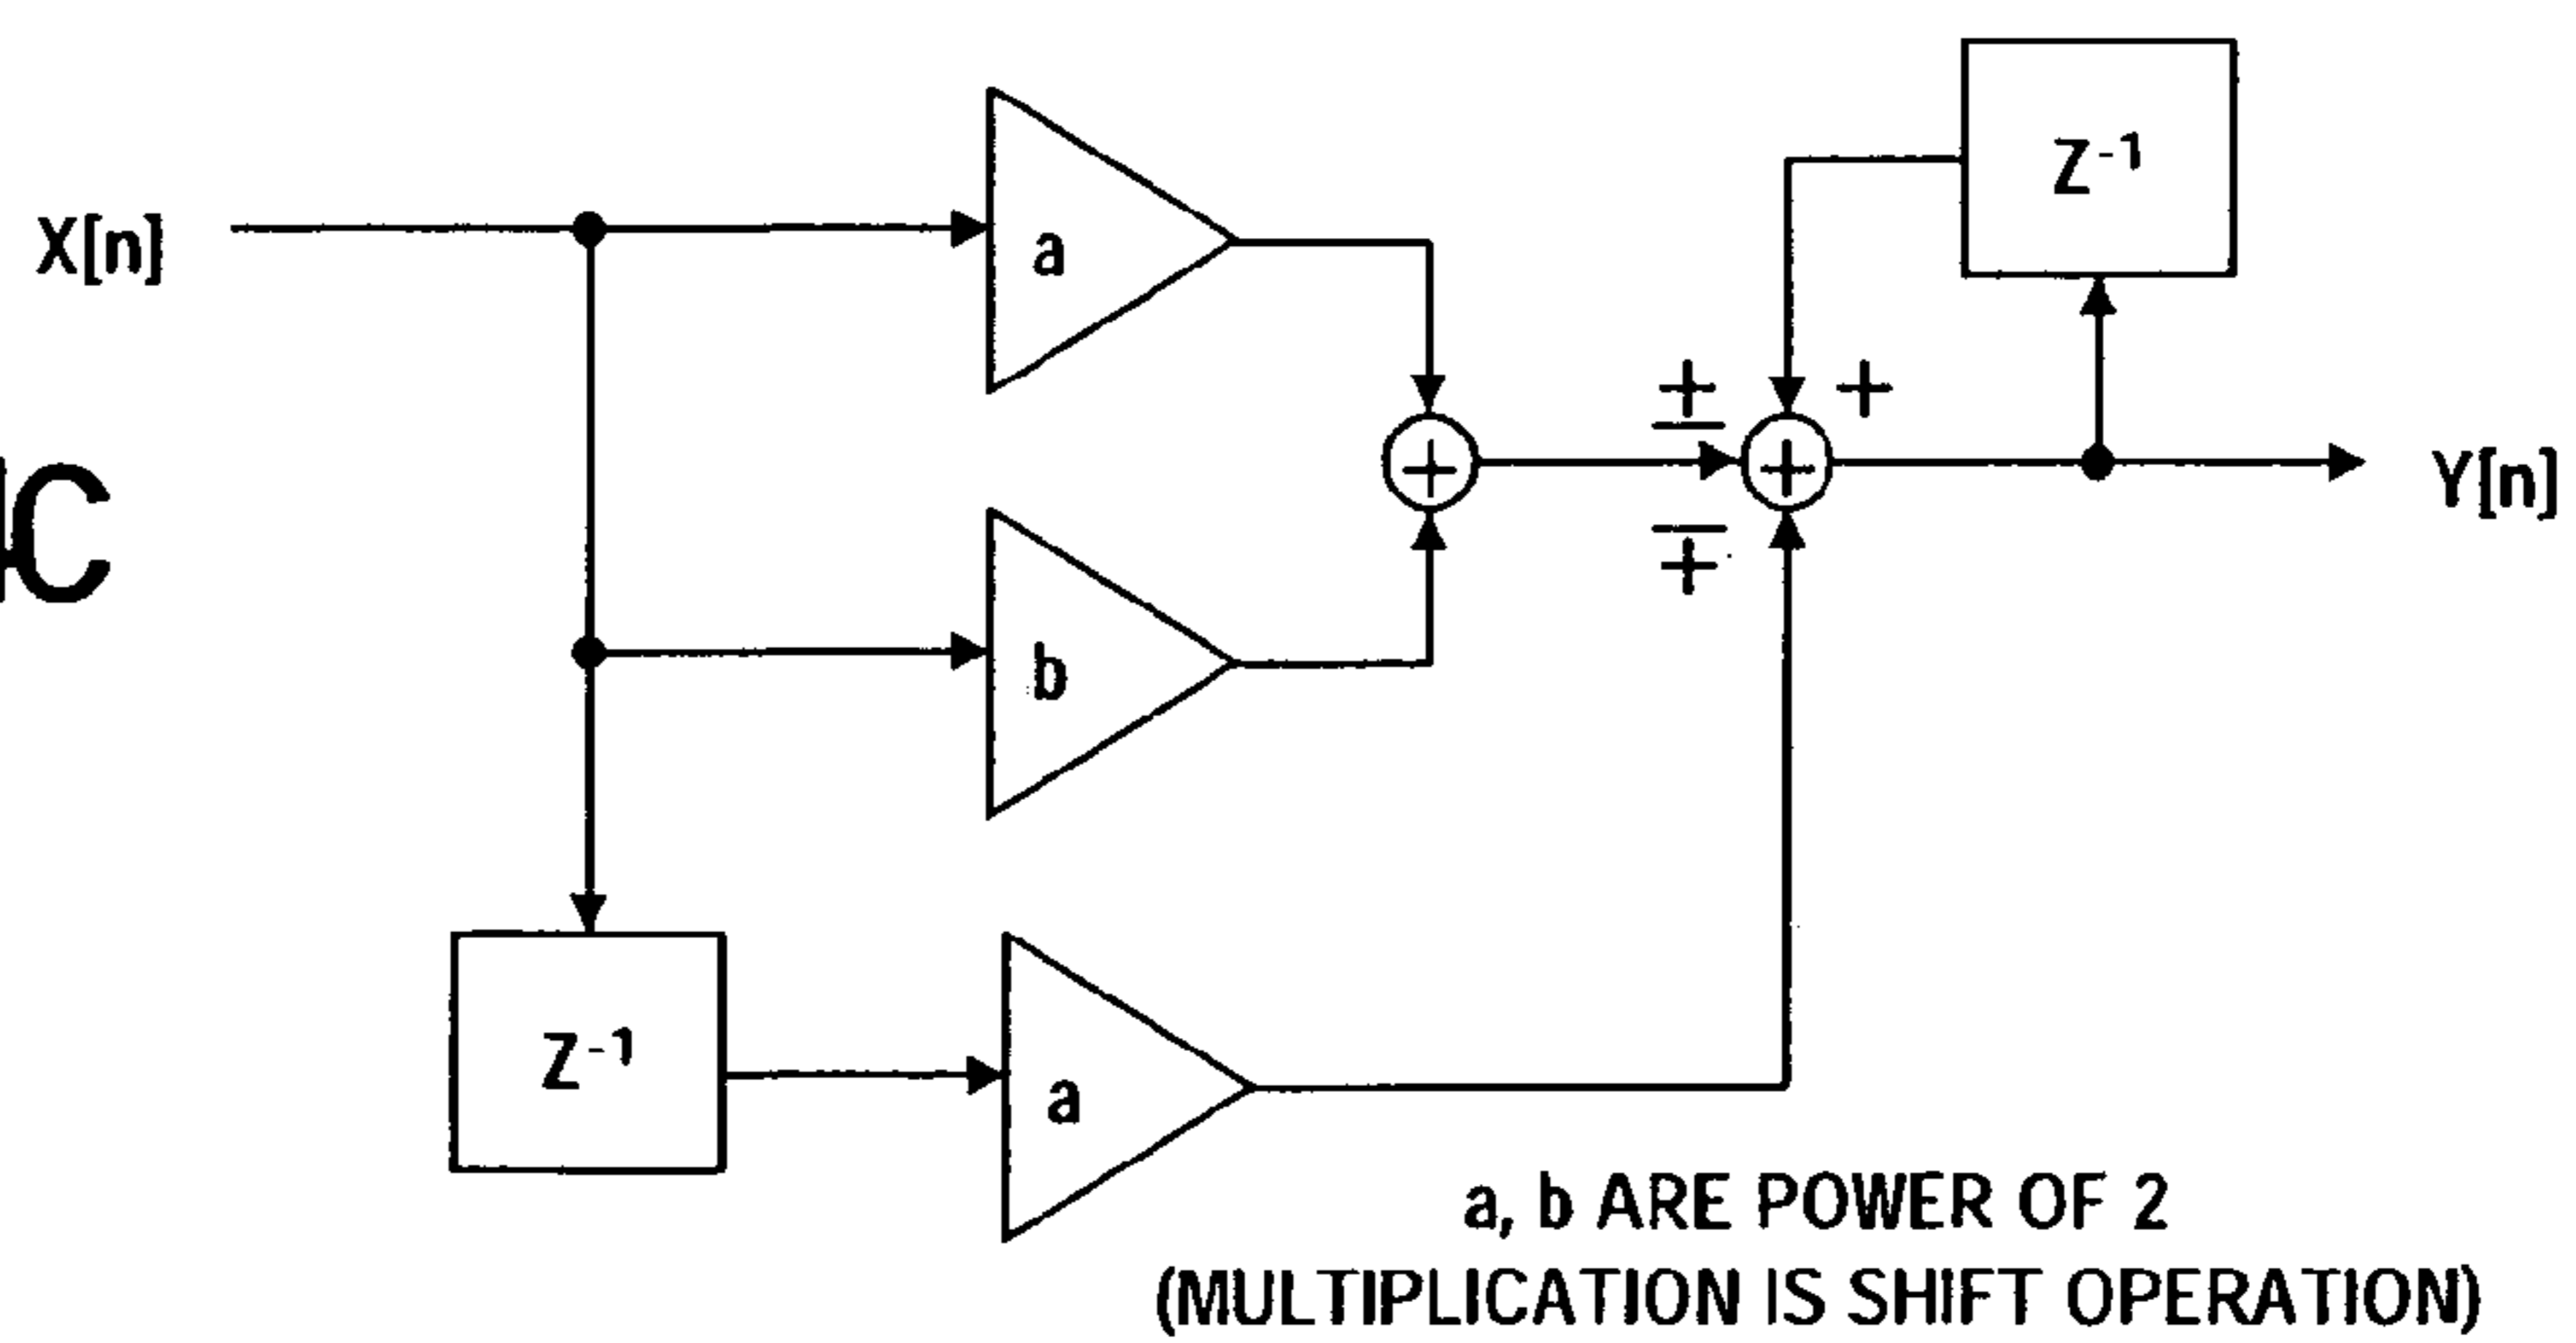 X[n]
a
Z⁻¹
+
±
+
+
Y[n]
C
∓
b
Z⁻¹
a
a, b ARE POWER OF 2
(MULTIPLICATION IS SHIFT OPERATION)